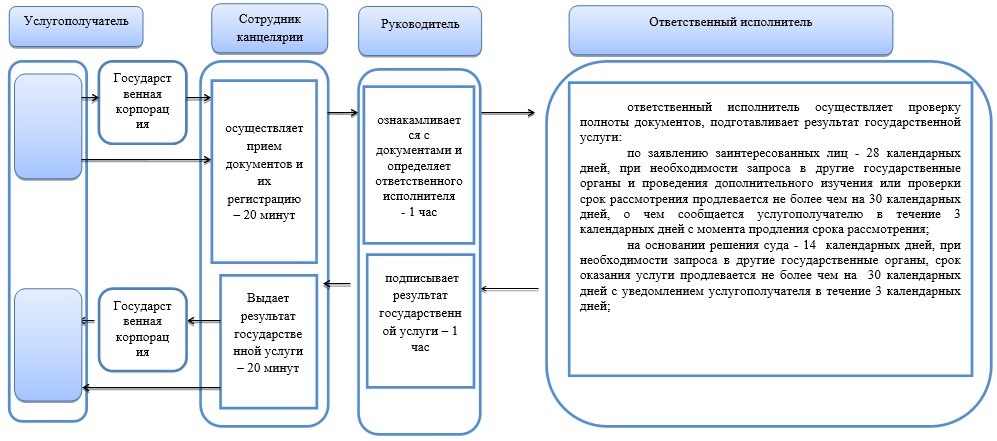 Услугополучатель
Сотрудник
канцелярии
Руководитель
Ответственный исполнитель
Государст
венная
корпорац
ия
осуществляет
прием
документов и
их
регистрацию
– 20 минут
ознакамливает
ся с
документами и
определяет
ответственного
исполнителя
- 1 час
ответственный исполнитель осуществляет проверку
полноты документов, подготавливает результат государственной
услуги:
по заявлению заинтересованных лиц - 28 календарных
дней, при необходимости запроса в другие государственные
органы и проведения дополнительного изучения или проверки
срок рассмотрения продлевается не более чем на 30 календарных
дней, о чем сообщается услугополучателю в течение 3
календарных дней с момента продления срока рассмотрения;
на основании решения суда - 14 календарных дней, при
необходимости запроса в другие государственные органы, срок
оказания услуги продлевается не более чем на 30 календарных
дней с уведомлением услугополучателя в течение 3 календарных
дней;
Государст
венная
корпорац
ия
Выдает
результат
государстве
нной услуги
– 20 минут
подписывает
результат
государственн
ой услуги – 1
час